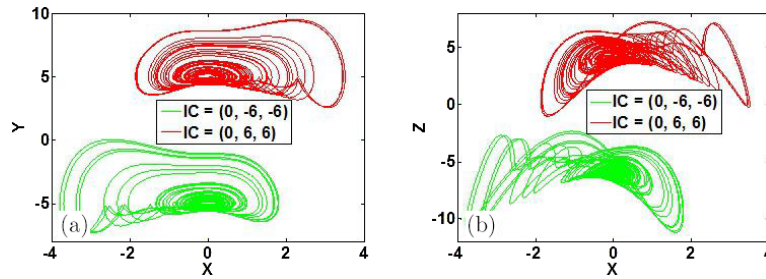 10
5
0
-5
Y
-4
-2
0
2
4
X
IC = (0, -6, -6)
IC = (0, 6, 6)
(a)
10
5
0
-5
-10
Z
-4
-2
0
2
4
X
IC = (0, -6, -6)
IC = (0, 6, 6)
(b)